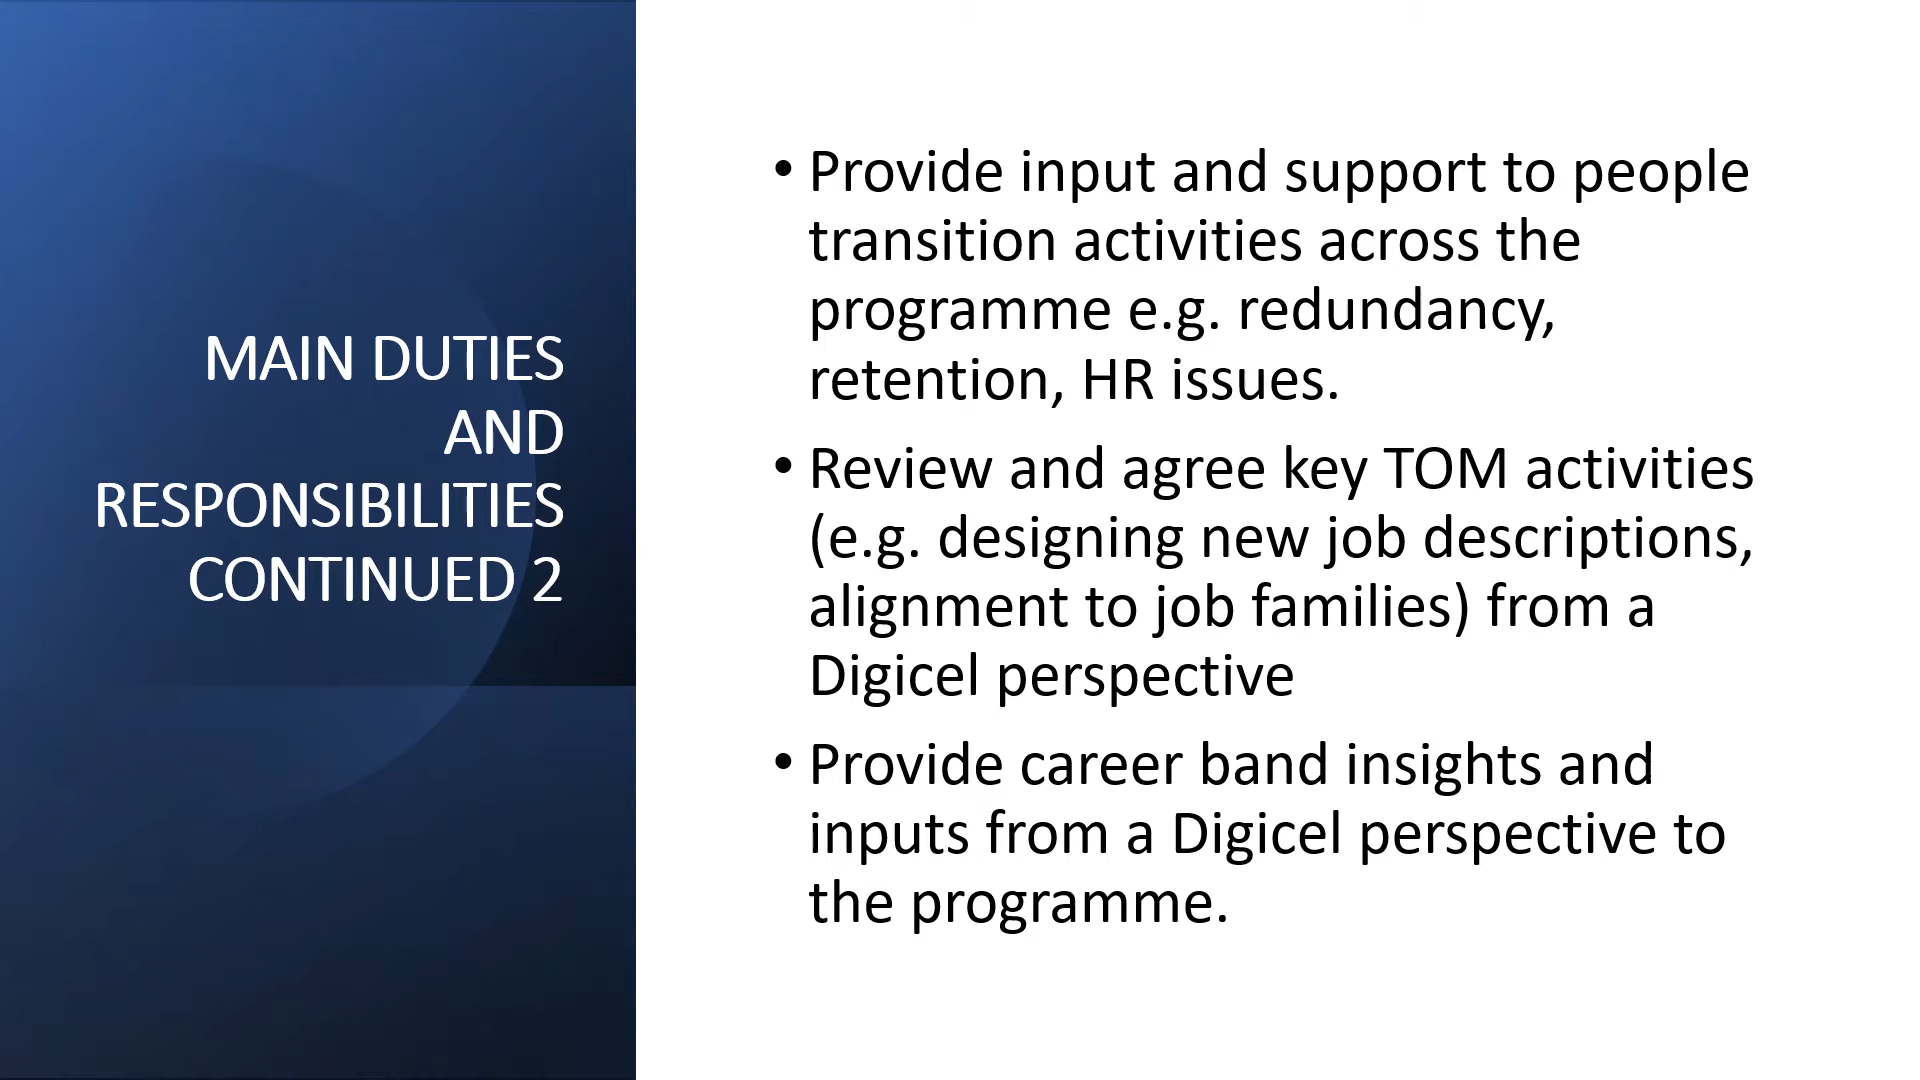 MAIN DUTIES
AND
RESPONSIBILITIES
CONTINUED 2
• Provide input and support to people
transition activities across the
programme e.g. redundancy,
retention, HR issues.
• Review and agree key TOM activities
(e.g. designing new job descriptions,
alignment to job families) from a
Digicel perspective
• Provide career band insights and
inputs from a Digicel perspective to
the programme.